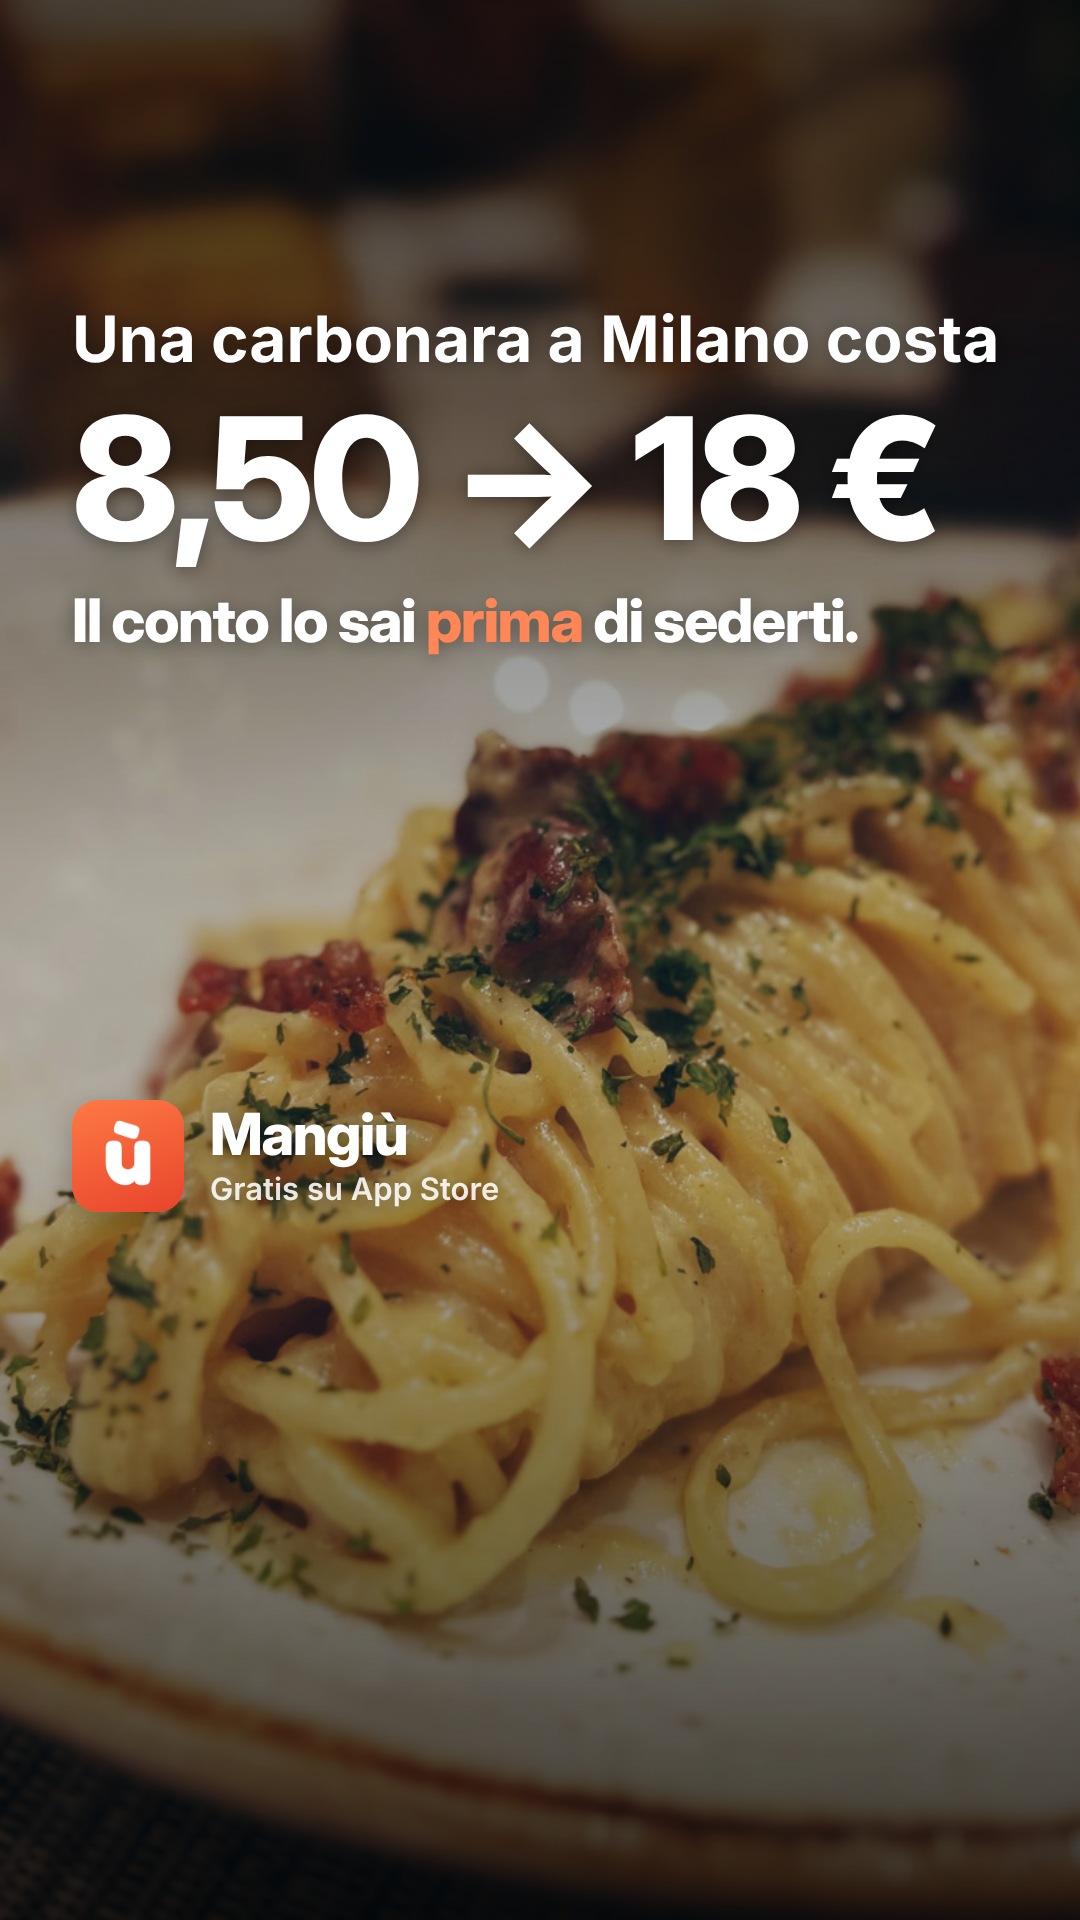 Una carbonara a Milano costa
8,50 → 18 €
Il conto lo sai prima di sederti.
ù
Mangiù
Gratis su App Store